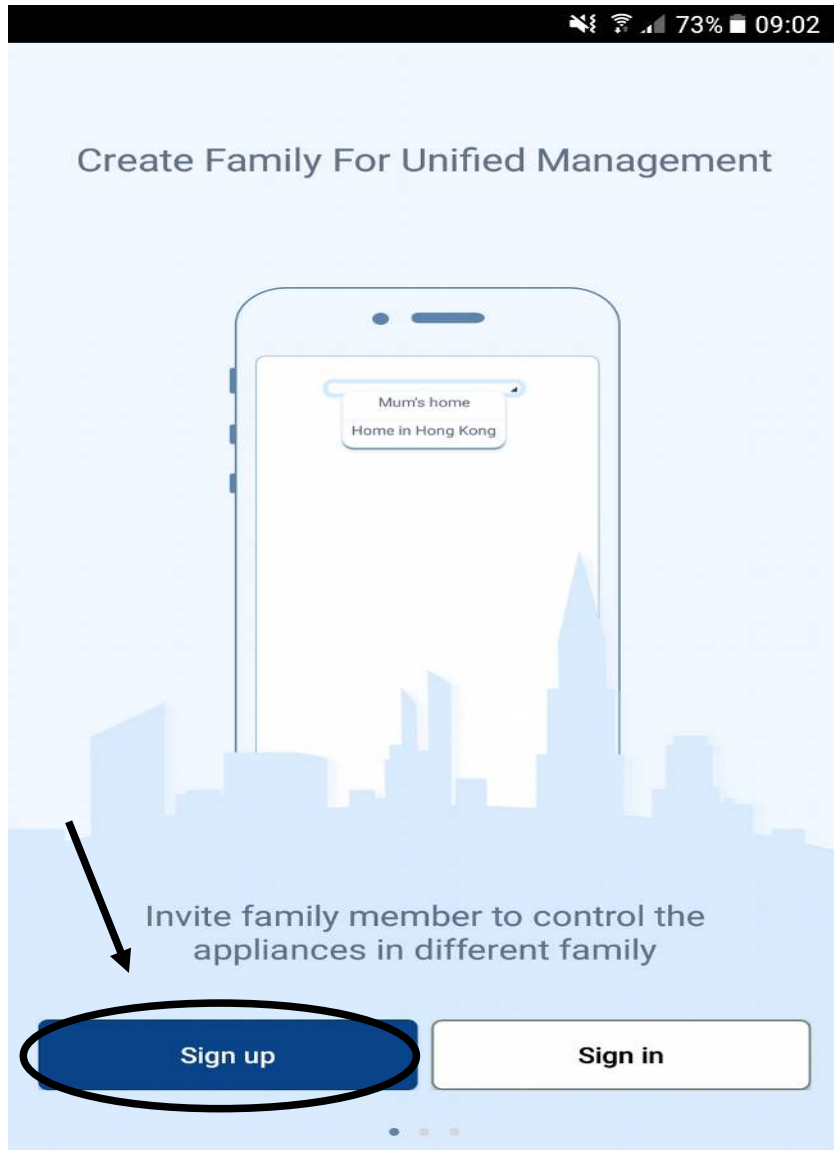 73% 09:02
Create Family For Unified Management
Mum's home
Home in Hong Kong
Invite family member to control the
appliances in different family
Sign up
Sign in